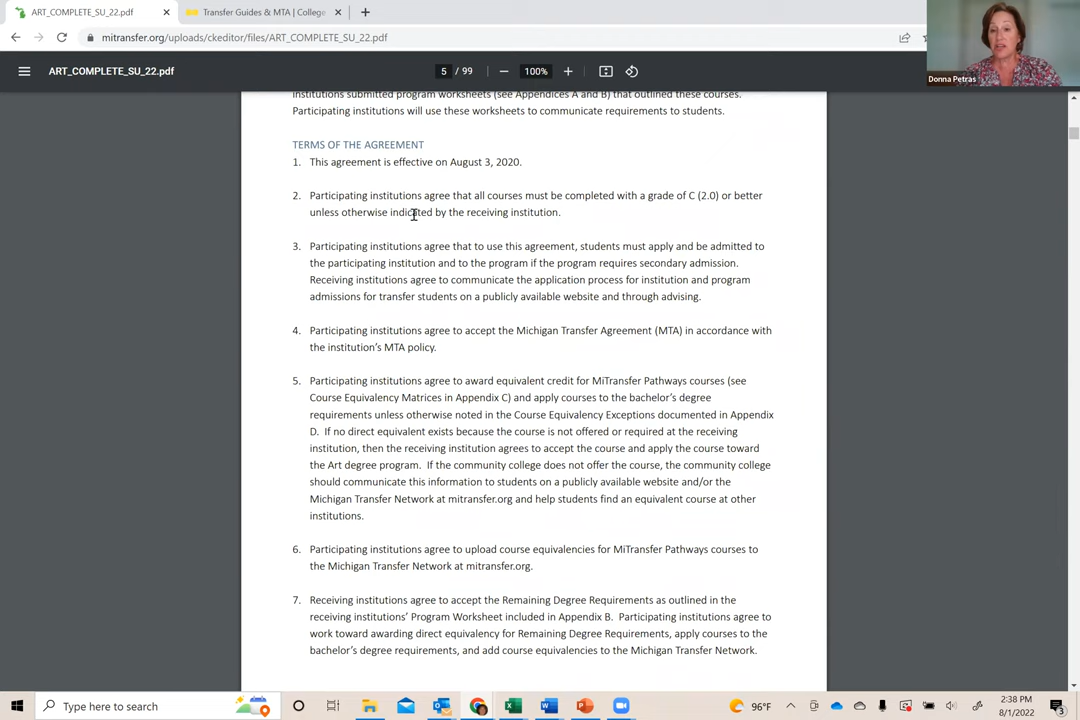 ART_COMPLETE_SU_22.pdf
Transfer Guides & MTA | College
mitransfer.org/uploads/ckeditor/files/ART_COMPLETE_SU_22.pdf
Donna Petras
ART_COMPLETE_SU_22.pdf
5 / 99
100%
institutions submitted program worksheets (see Appendices A and B) that outlined these courses.
Participating institutions will use these worksheets to communicate requirements to students.
TERMS OF THE AGREEMENT
1. This agreement is effective on August 3, 2020.
2. Participating institutions agree that all courses must be completed with a grade of C (2.0) or better
unless otherwise indicated by the receiving institution.
3. Participating institutions agree that to use this agreement, students must apply and be admitted to
the participating institution and to the program if the program requires secondary admission.
Receiving institutions agree to communicate the application process for institution and program
admissions for transfer students on a publicly available website and through advising.
4. Participating institutions agree to accept the Michigan Transfer Agreement (MTA) in accordance with
the institution's MTA policy.
5. Participating institutions agree to award equivalent credit for MiTransfer Pathways courses (see
Course Equivalency Matrices in Appendix C) and apply courses to the bachelor's degree
requirements unless otherwise noted in the Course Equivalency Exceptions documented in Appendix
D. If no direct equivalent exists because the course is not offered or required at the receiving
institution, then the receiving institution agrees to accept the course and apply the course toward
the Art degree program. If the community college does not offer the course, the community college
should communicate this information to students on a publicly available website and/or the
Michigan Transfer Network at mitransfer.org and help students find an equivalent course at other
institutions.
6. Participating institutions agree to upload course equivalencies for MiTransfer Pathways courses to
the Michigan Transfer Network at mitransfer.org.
7. Receiving institutions agree to accept the Remaining Degree Requirements as outlined in the
receiving institutions' Program Worksheet included in Appendix B. Participating institutions agree to
work toward awarding direct equivalency for Remaining Degree Requirements, apply courses to the
bachelor's degree requirements, and add course equivalencies to the Michigan Transfer Network.
Type here to search
96°F
2:38 PM
8/1/2022
3